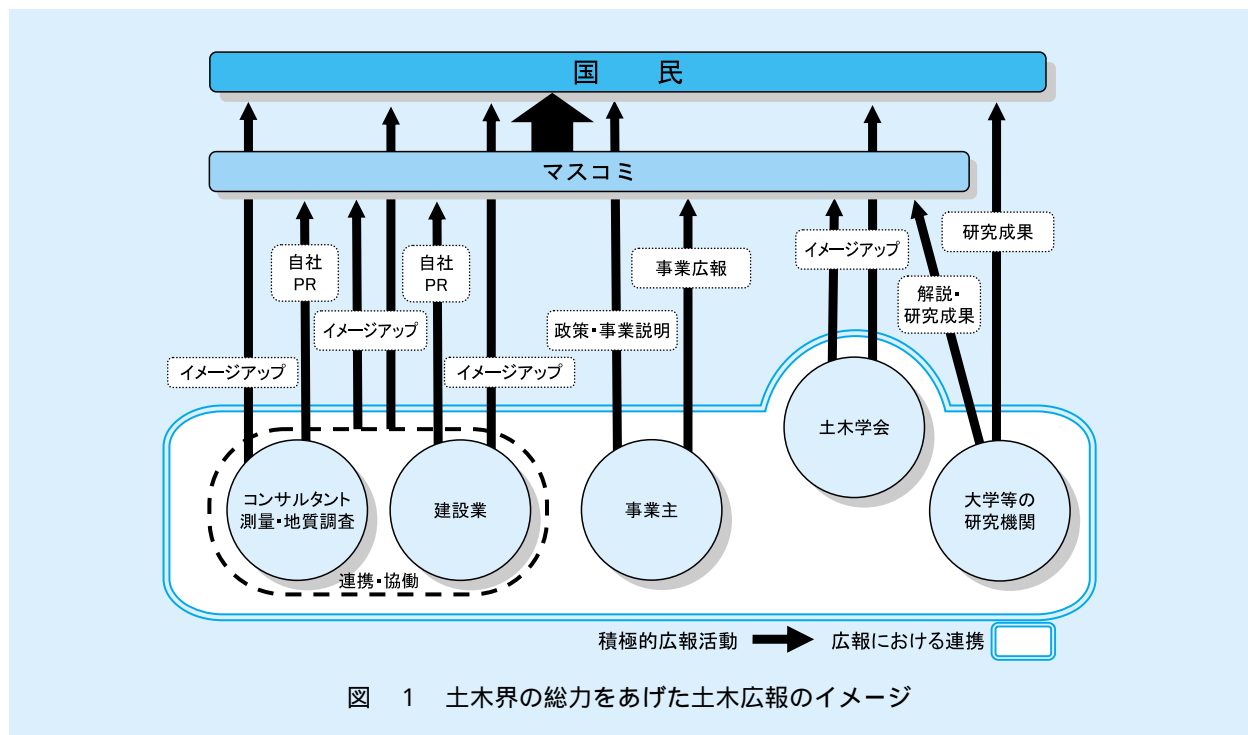 国　民
マスコミ
自社
PR
自社
PR
イメージアップ
事業広報
イメージアップ
研究成果
解説・
研究成果
政策・事業説明
イメージアップ
イメージアップ
土木学会
コンサルタント
測量・地質調査
建設業
事業主
大学等の
研究機関
連携・協働
積極的広報活動
広報における連携
図　1　土木界の総力をあげた土木広報のイメージ